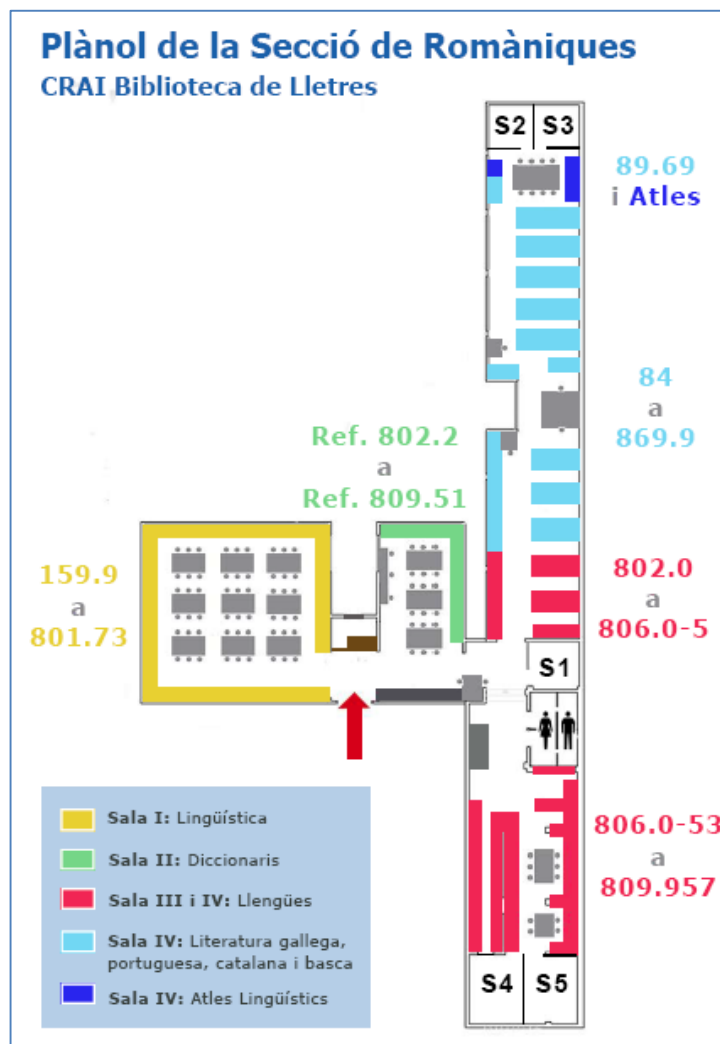 Plànol de la Secció de Romàniques
CRAI Biblioteca de Lletres
S2 S3
89.69
i Atles
84
a
869.9
Ref. 802.2
a
Ref. 809.51
159.9
a
801.73
802.0
a
806.0-5
S1
806.0-53
a
809.957
S4 S5
Sala I: Lingüística
Sala II: Diccionaris
Sala III i IV: Llengües
Sala IV: Literatura gallega,
portuguesa, catalana i basca
Sala IV: Atles Lingüístics